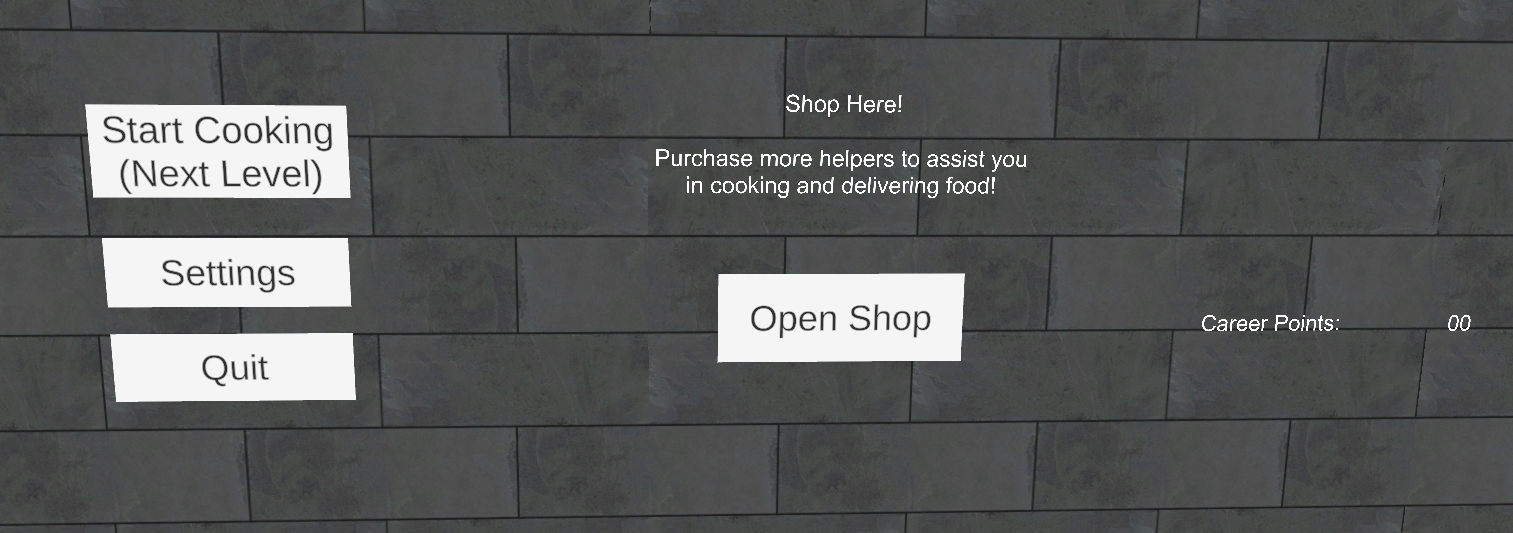 Start Cooking
(Next Level)
Settings
Quit
Shop Here!
Purchase more helpers to assist you
in cooking and delivering food!
Open Shop
Career Points: 00